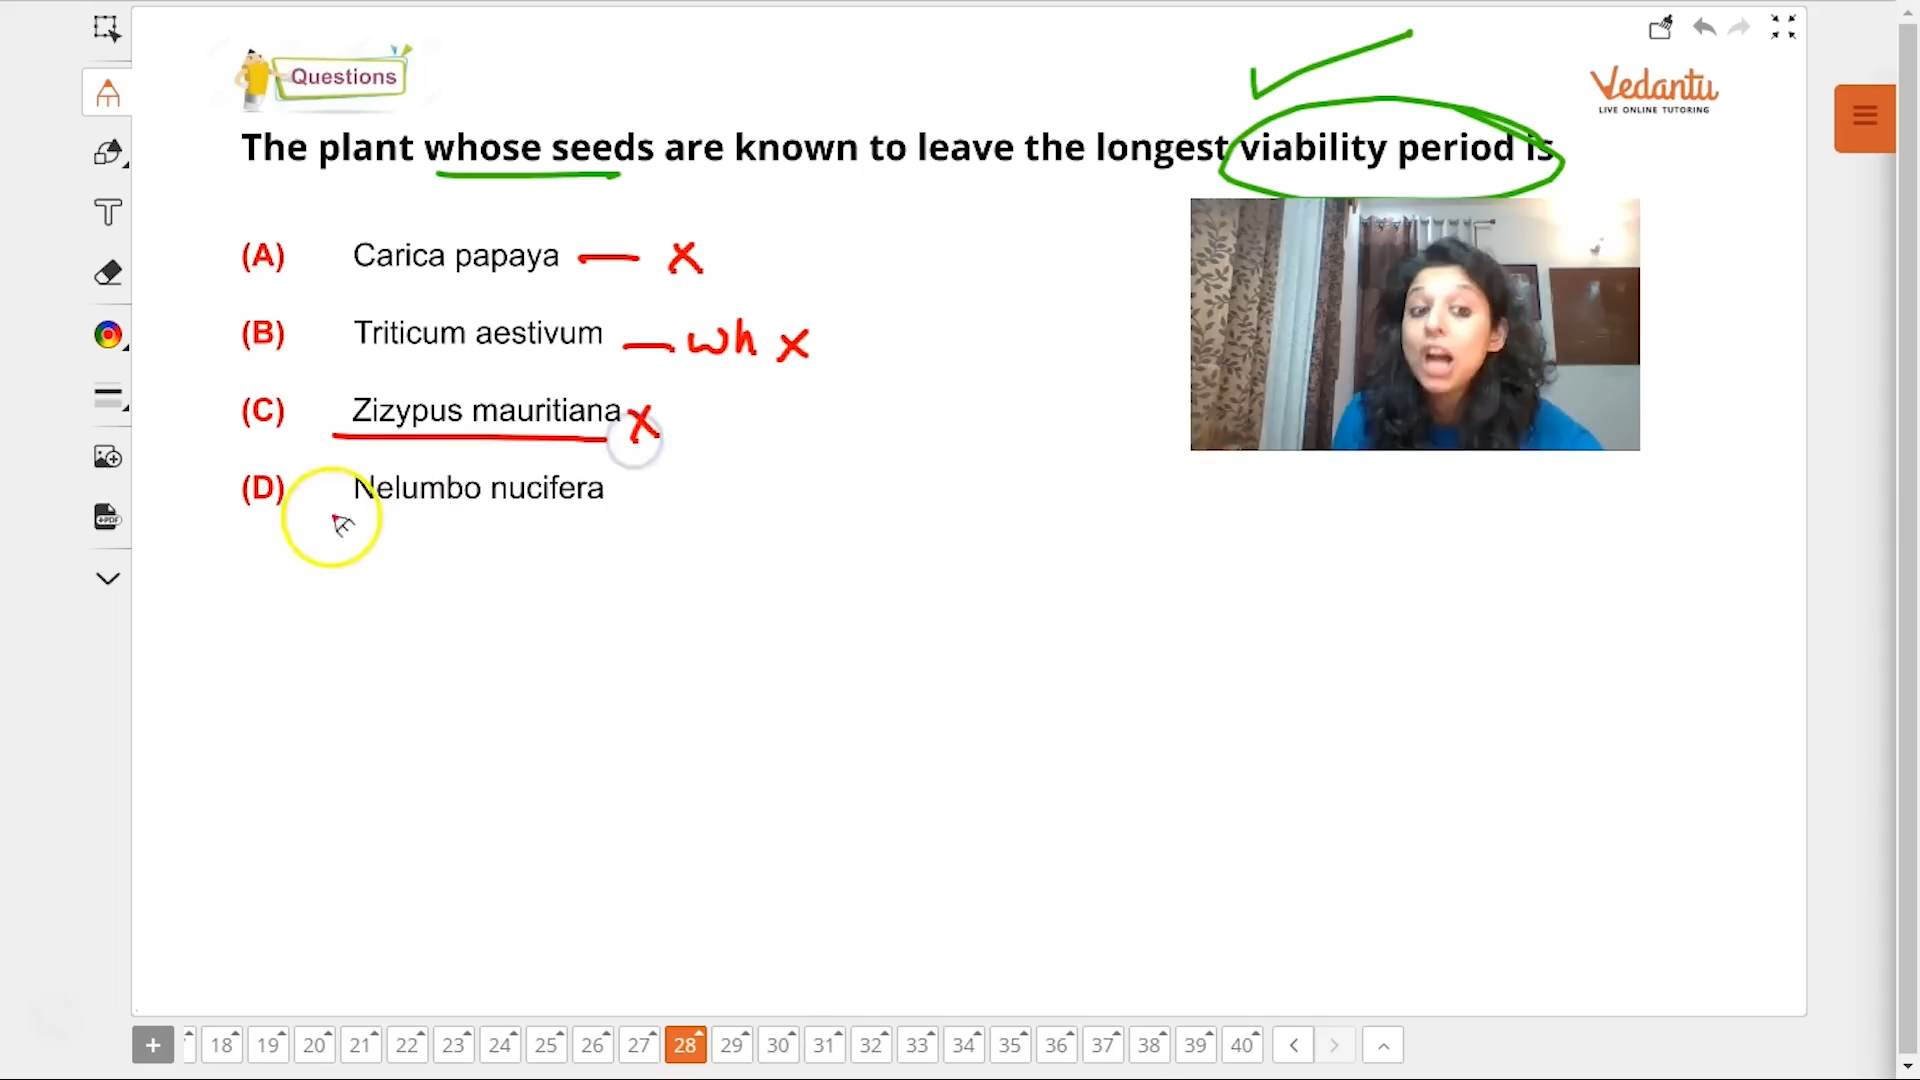 Questions
Vedantu
LIVE ONLINE TUTORING
The plant whose seeds are known to leave the longest viability period is
(A) Carica papaya — x
(B) Triticum aestivum — wh x
(C) Zizypus mauritiana x
(D) Nelumbo nucifera
T
+PDF
+ 18 19 20 21 22 23 24 25 26 27 28 29 30 31 32 33 34 35 36 37 38 39 40